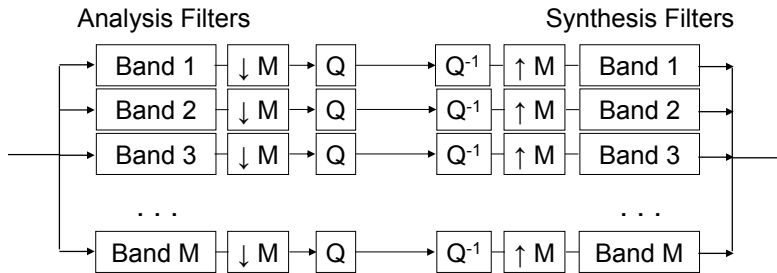 Analysis Filters Synthesis Filters
Band 1 ↓ M Q Q⁻¹ ↑ M Band 1
Band 2 ↓ M Q Q⁻¹ ↑ M Band 2
Band 3 ↓ M Q Q⁻¹ ↑ M Band 3
. . . . . .
Band M ↓ M Q Q⁻¹ ↑ M Band M